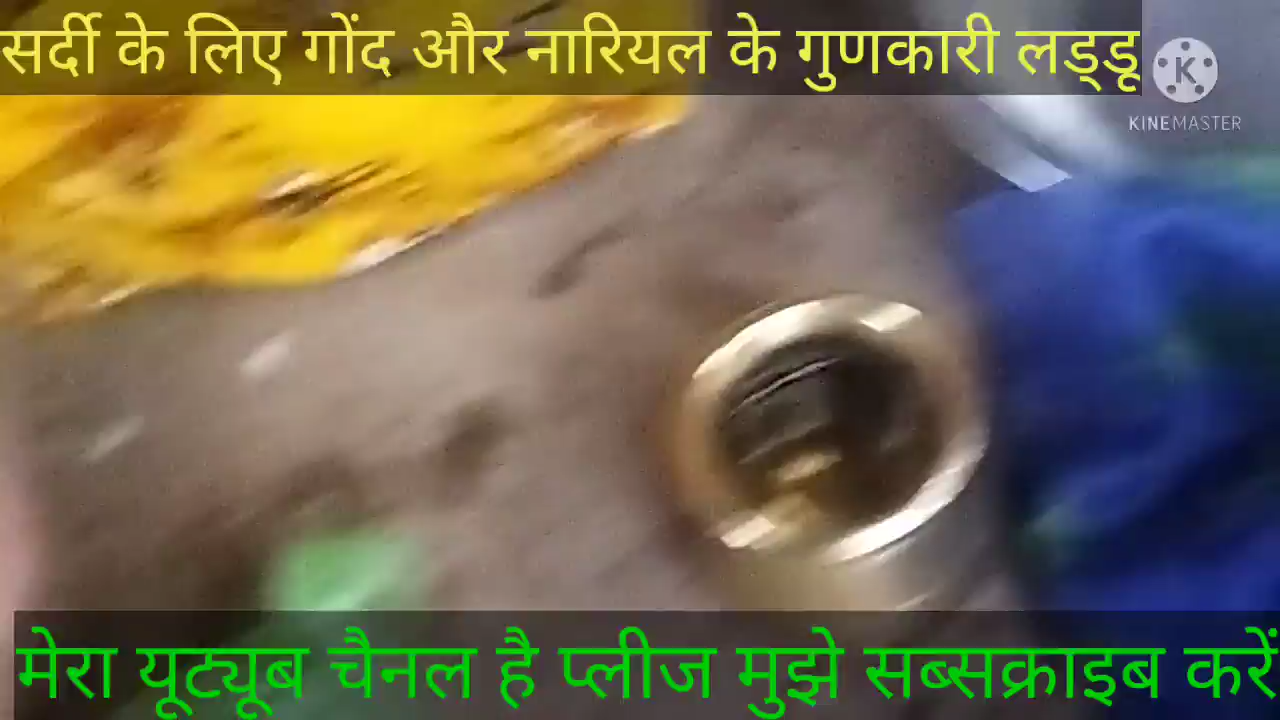 सर्दी के लिए गोंद और नारियल के गुणकारी लड्डू
K
KINEMASTER
मेरा यूट्यूब चैनल है प्लीज मुझे सब्सक्राइब करें